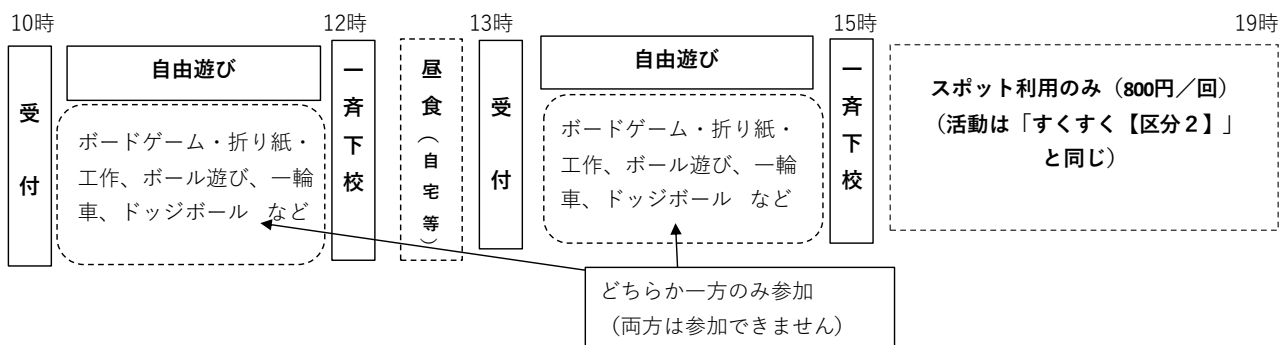 10時
12時
13時
15時
19時
受付
自由遊び
ボードゲーム・折り紙・
工作、ボール遊び、一輪
車、ドッジボール など
一斉下校
昼食（自宅等）
受付
自由遊び
ボードゲーム・折り紙・
工作、ボール遊び、一輪
車、ドッジボール など
一斉下校
スポット利用のみ（800円／回）
（活動は「すくすく【区分２】」
と同じ）
どちらか一方のみ参加
（両方は参加できません）